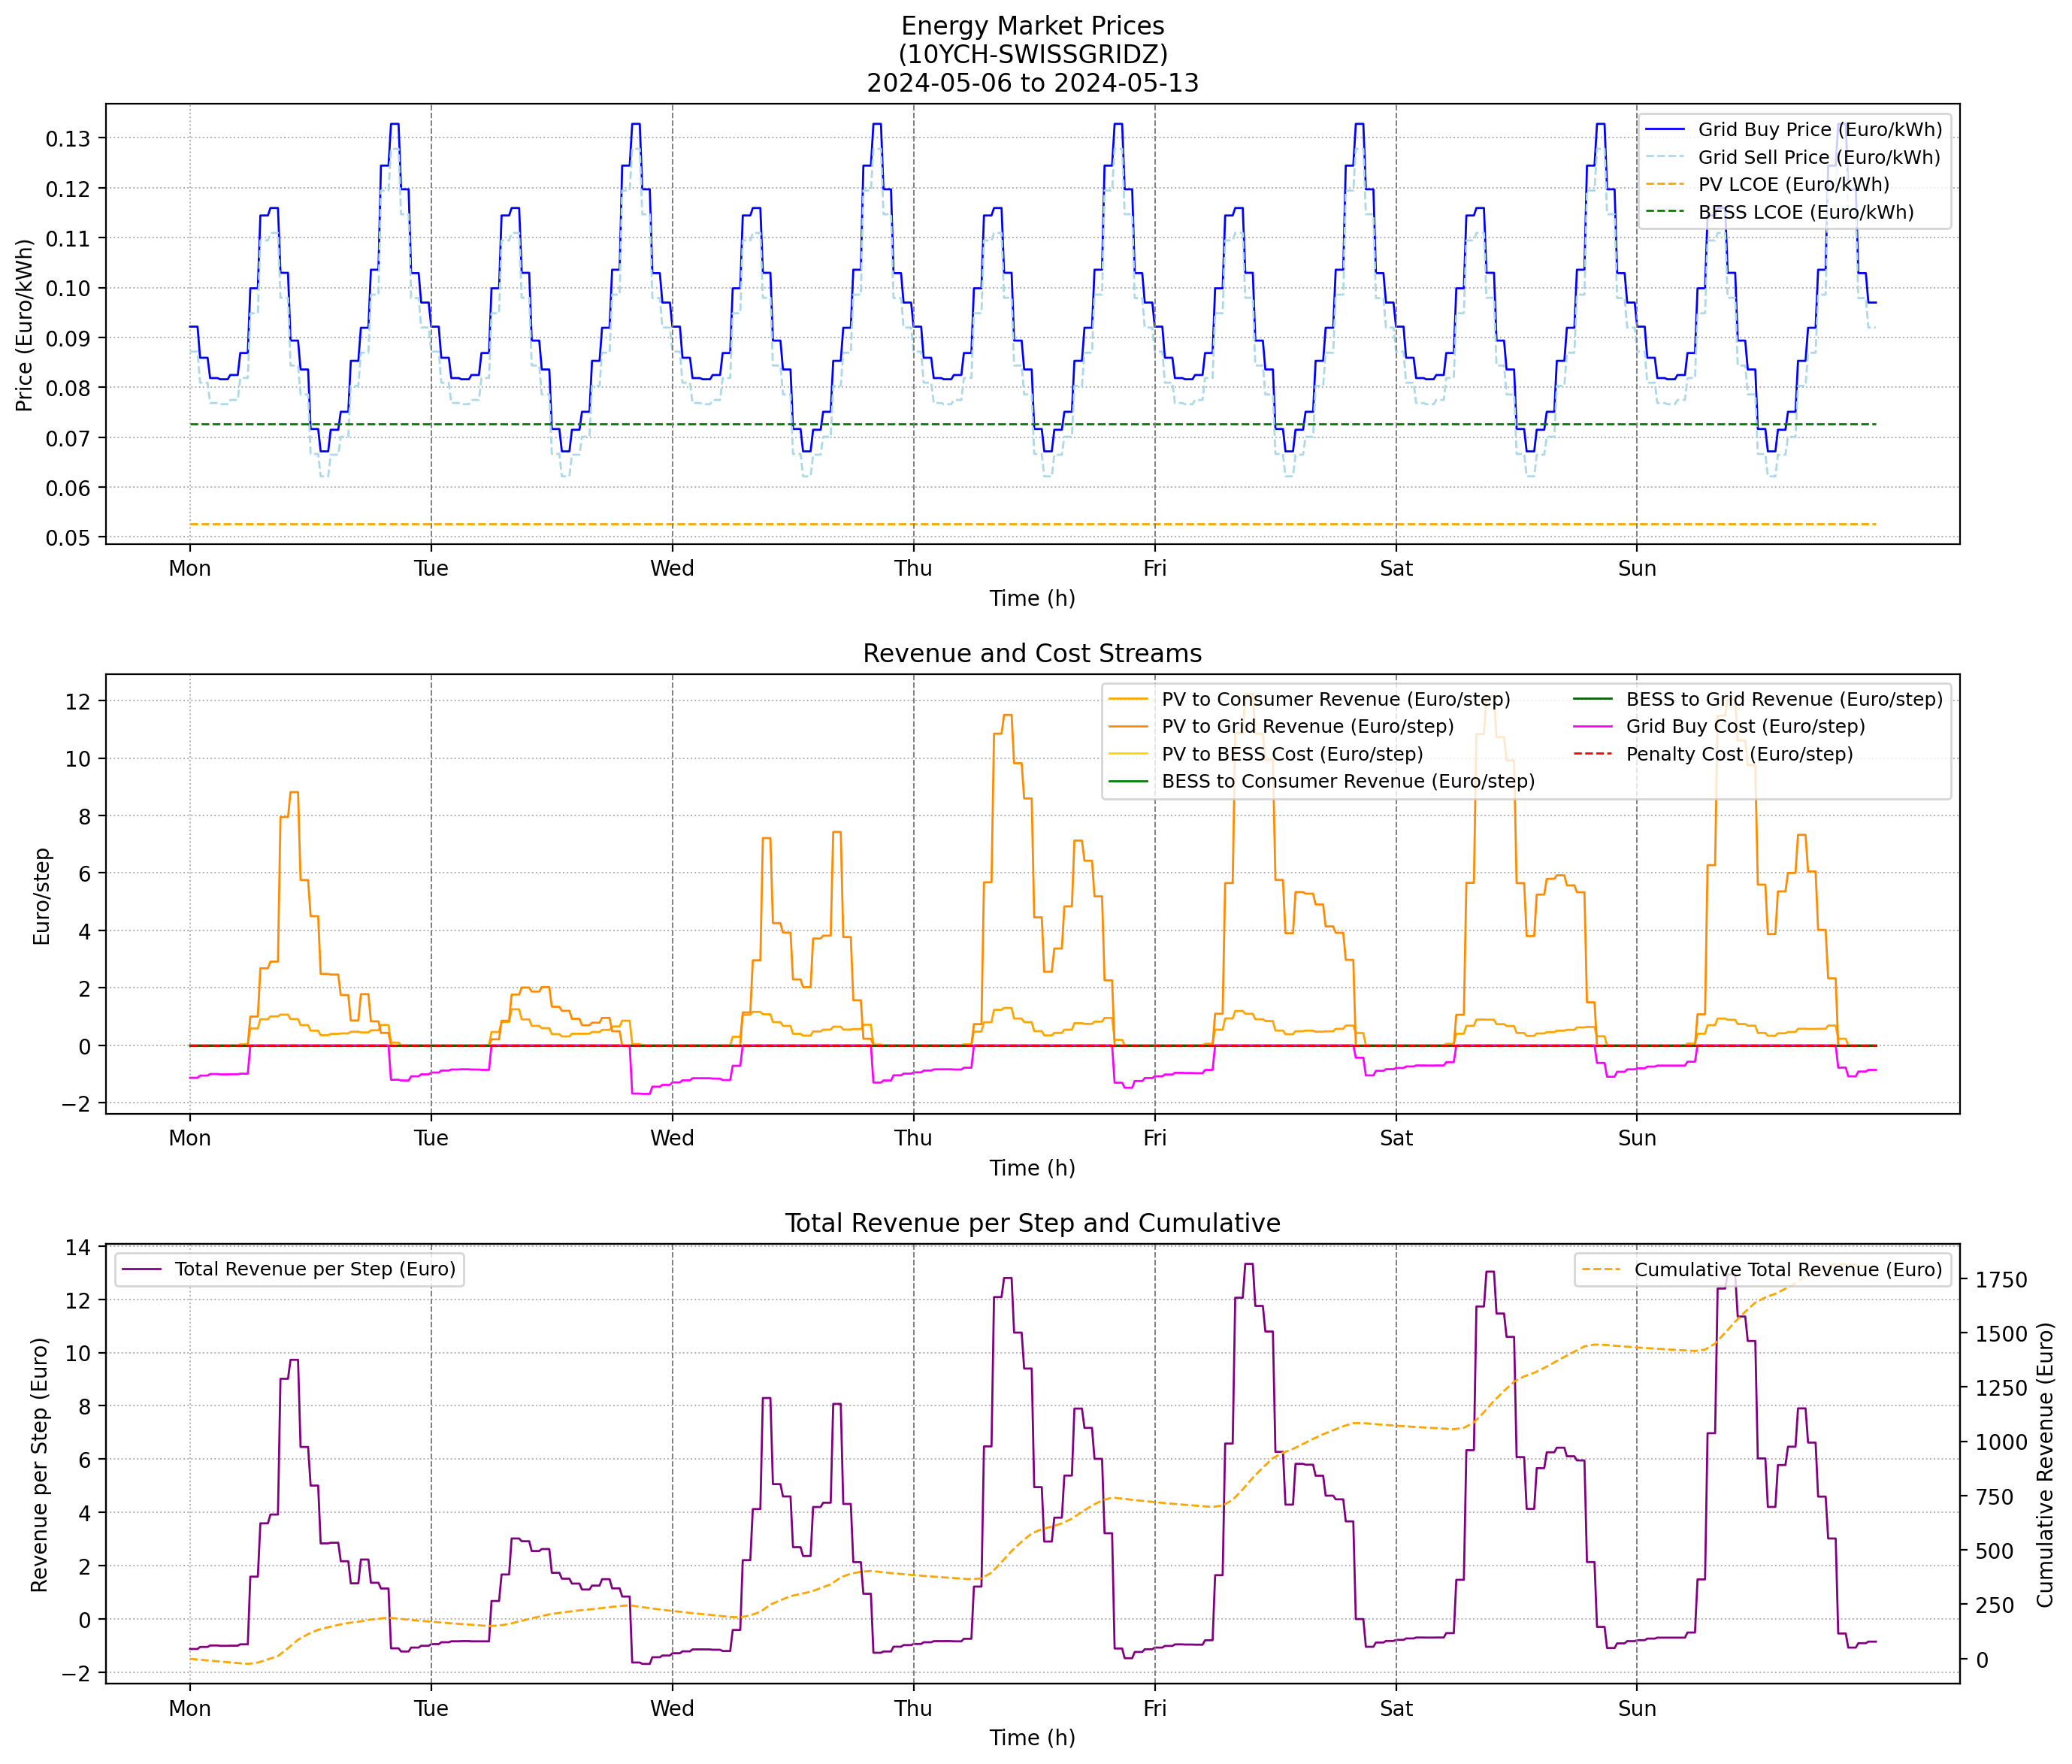 Energy Market Prices
(10YCH-SWISSGRIDZ)
2024-05-06 to 2024-05-13
Price (Euro/kWh)
0.13
0.12
0.11
0.10
0.09
0.08
0.07
0.06
0.05
Grid Buy Price (Euro/kWh)
Grid Sell Price (Euro/kWh)
PV LCOE (Euro/kWh)
BESS LCOE (Euro/kWh)
Mon Tue Wed Thu Fri Sat Sun
Time (h)
Revenue and Cost Streams
Euro/step
12
10
8
6
4
2
0
−2
PV to Consumer Revenue (Euro/step)
PV to Grid Revenue (Euro/step)
PV to BESS Cost (Euro/step)
BESS to Consumer Revenue (Euro/step)
BESS to Grid Revenue (Euro/step)
Grid Buy Cost (Euro/step)
Penalty Cost (Euro/step)
Mon Tue Wed Thu Fri Sat Sun
Time (h)
Total Revenue per Step and Cumulative
Revenue per Step (Euro)
14
12
10
8
6
4
2
0
−2
Total Revenue per Step (Euro)
Cumulative Total Revenue (Euro)
1750
1500
1250
1000
750
500
250
0
Cumulative Revenue (Euro)
Mon Tue Wed Thu Fri Sat Sun
Time (h)